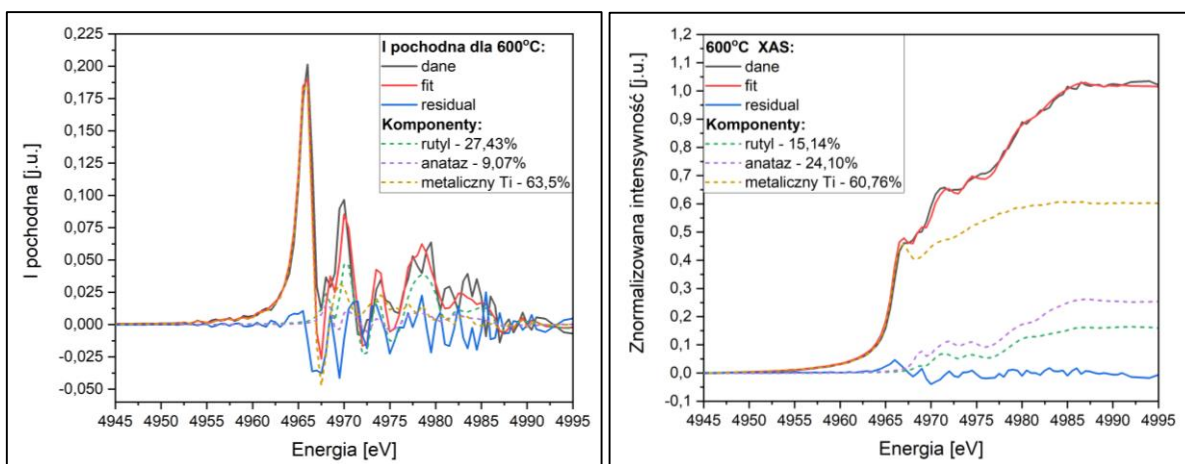 I pochodna dla 600°C:
dane
fit
residual
Komponenty:
rutyl - 27,43%
anataz - 9,07%
metaliczny Ti - 63,5%
I pochodna [j.u.]
0,225
0,200
0,175
0,150
0,125
0,100
0,075
0,050
0,025
0,000
-0,025
-0,050
4945 4950 4955 4960 4965 4970 4975 4980 4985 4990 4995
Energia [eV]
600°C XAS:
dane
fit
residual
Komponenty:
rutyl - 15,14%
anataz - 24,10%
metaliczny Ti - 60,76%
Znormalizowana intensywność [j.u.]
1,2
1,1
1,0
0,9
0,8
0,7
0,6
0,5
0,4
0,3
0,2
0,1
0,0
-0,1
4945 4950 4955 4960 4965 4970 4975 4980 4985 4990 4995
Energia [eV]